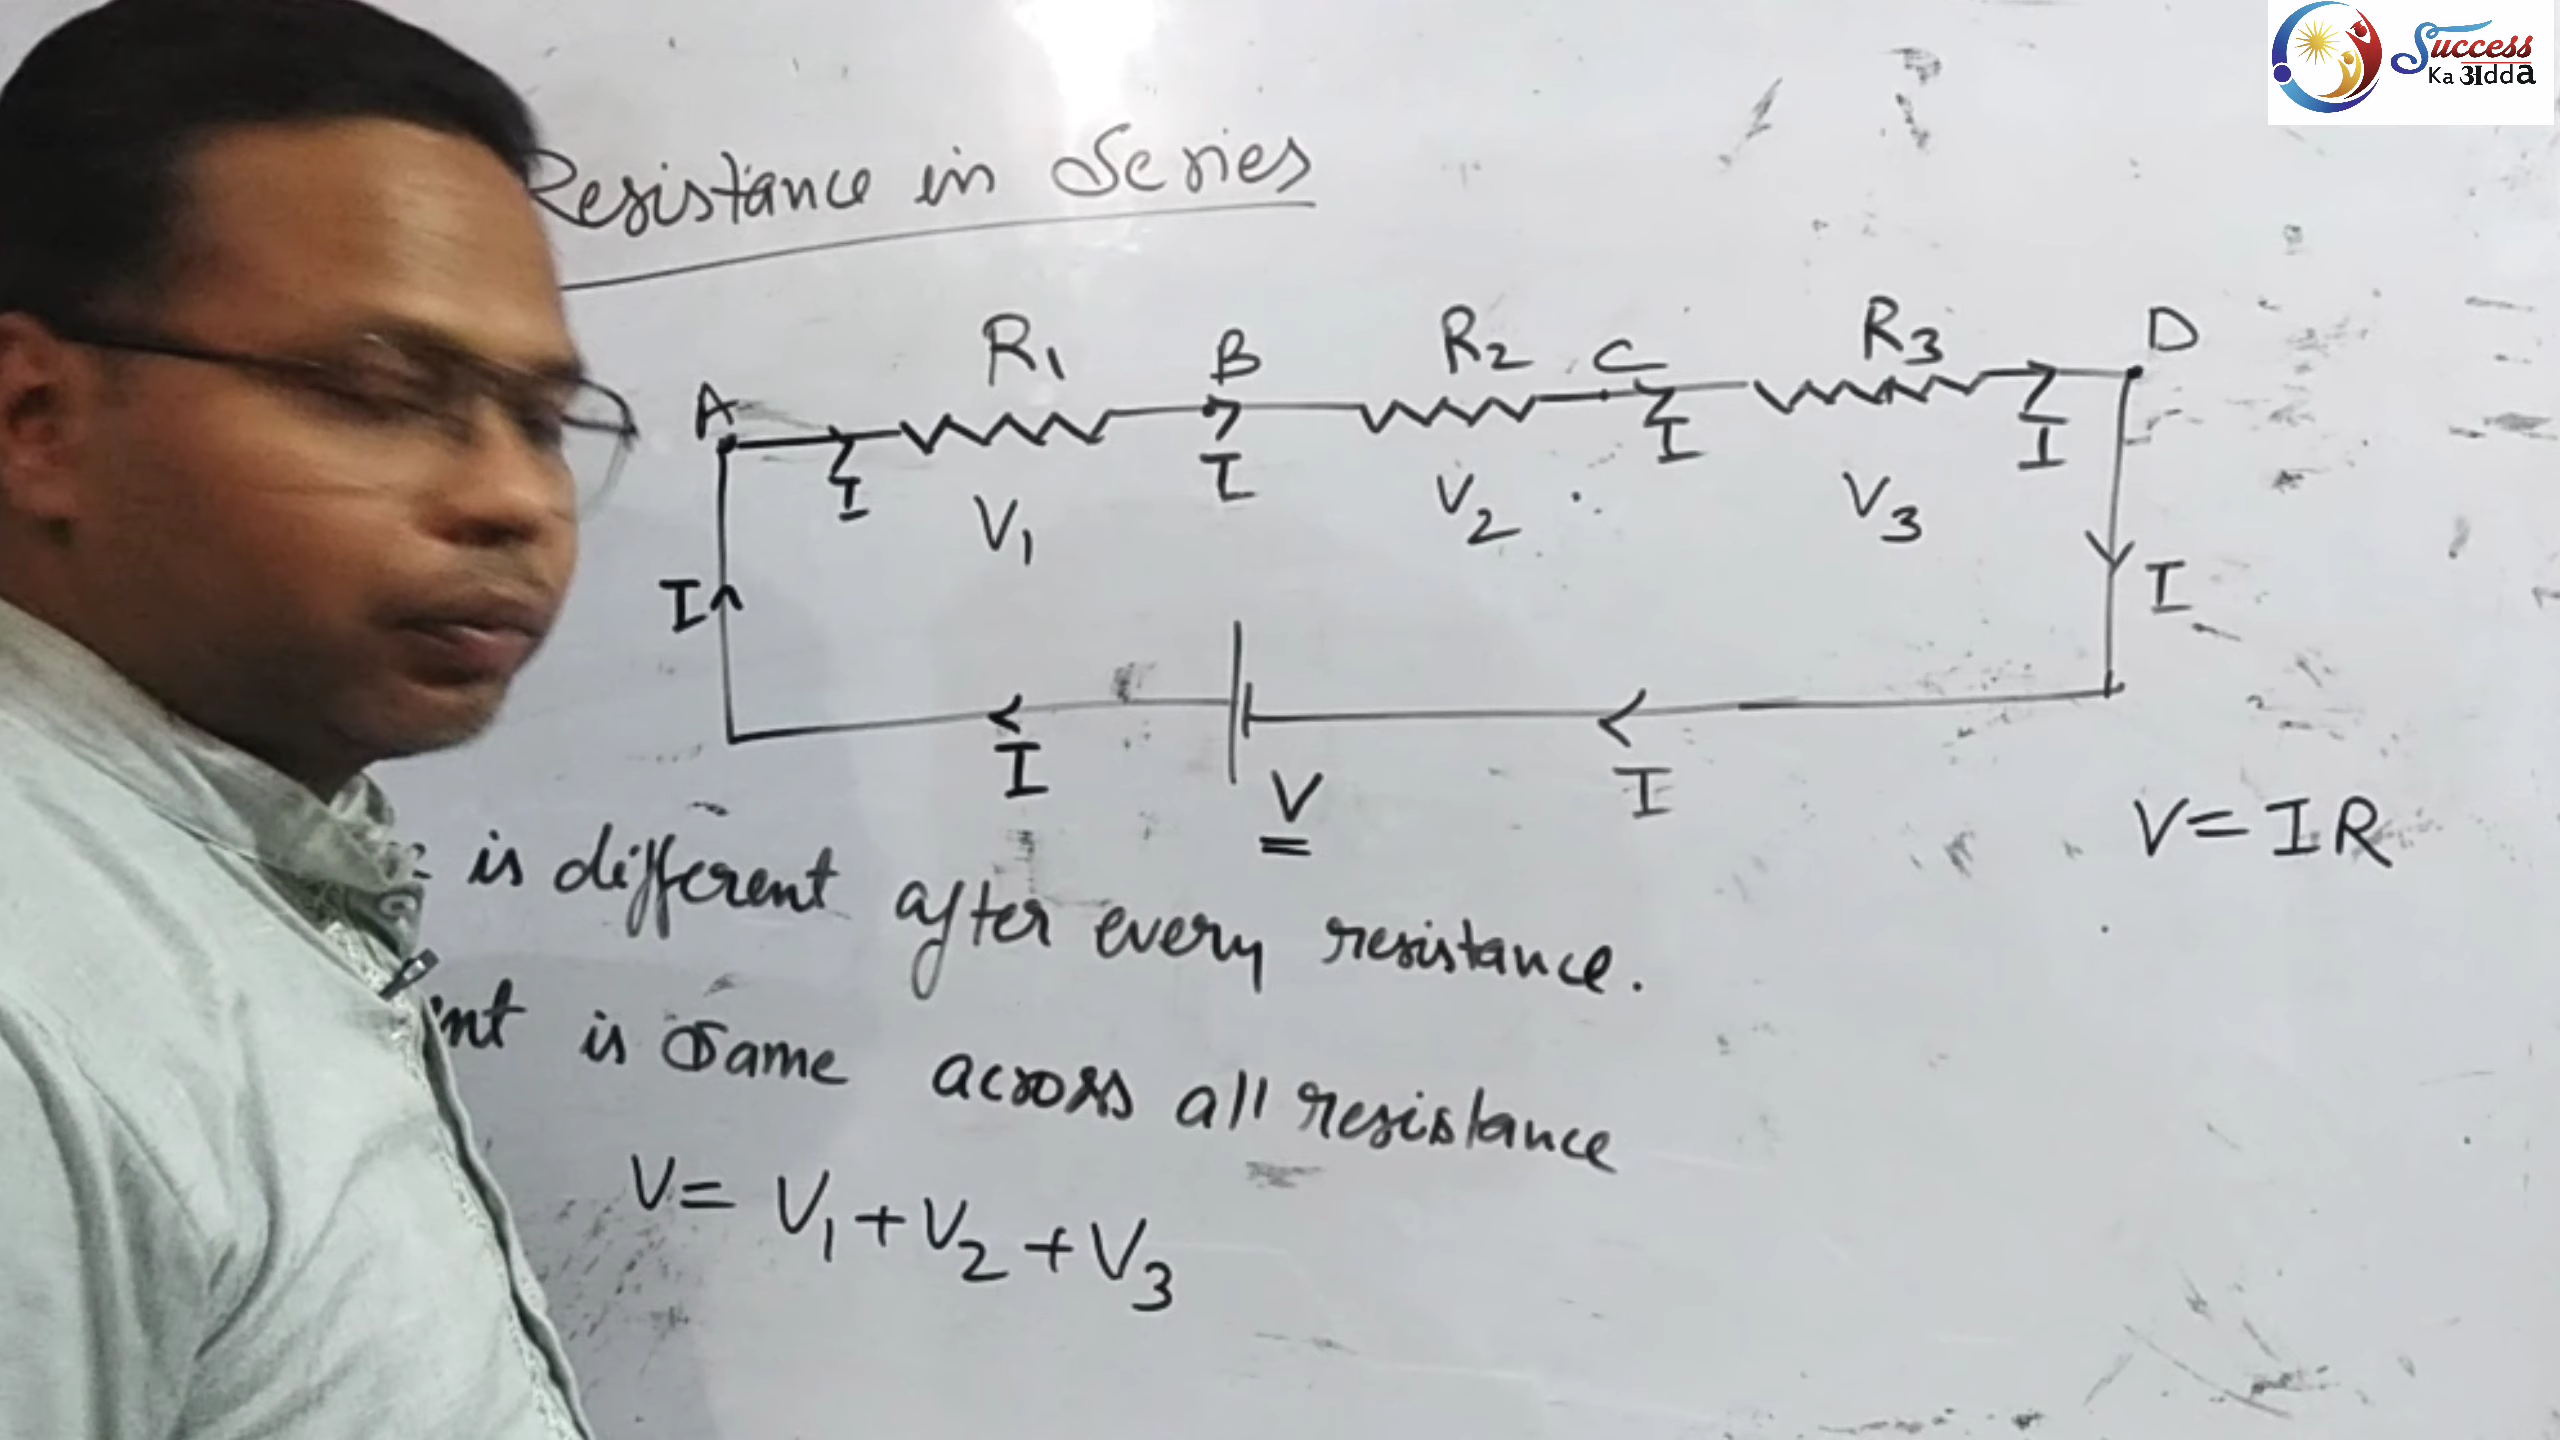 Success
Ka अdda
Resistance in Series
A R1 B R2 C R3 D
I I I I
V1 V2 V3
I I
I V I
V = IR
is different after every resistance.
is Same across all resistance
V = V1 + V2 + V3